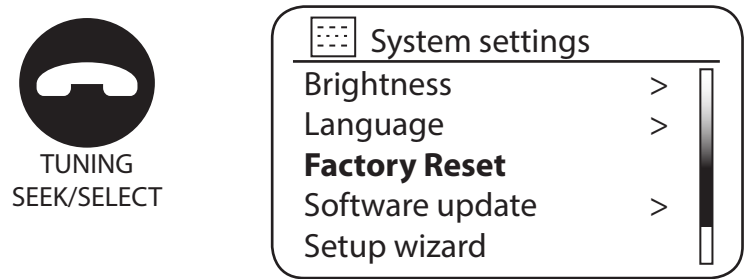 TUNING
SEEK/SELECT
System settings
Brightness >
Language >
Factory Reset
Software update >
Setup wizard